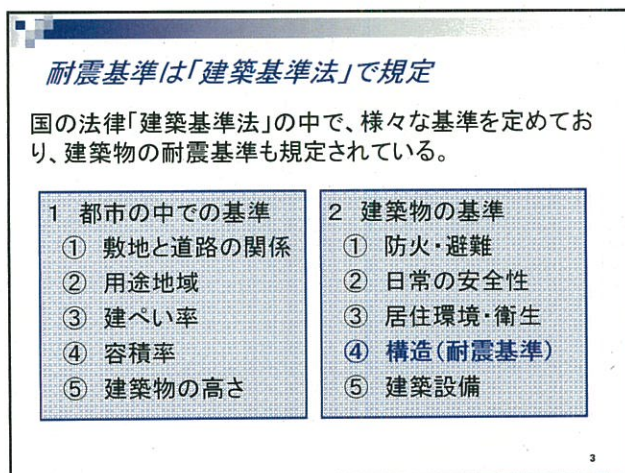 耐震基準は「建築基準法」で規定
国の法律「建築基準法」の中で、様々な基準を定めてお
り、建築物の耐震基準も規定されている。
1 都市の中での基準
① 敷地と道路の関係
② 用途地域
③ 建ぺい率
④ 容積率
⑤ 建築物の高さ
2 建築物の基準
① 防火・避難
② 日常の安全性
③ 居住環境・衛生
④ 構造(耐震基準)
⑤ 建築設備
3